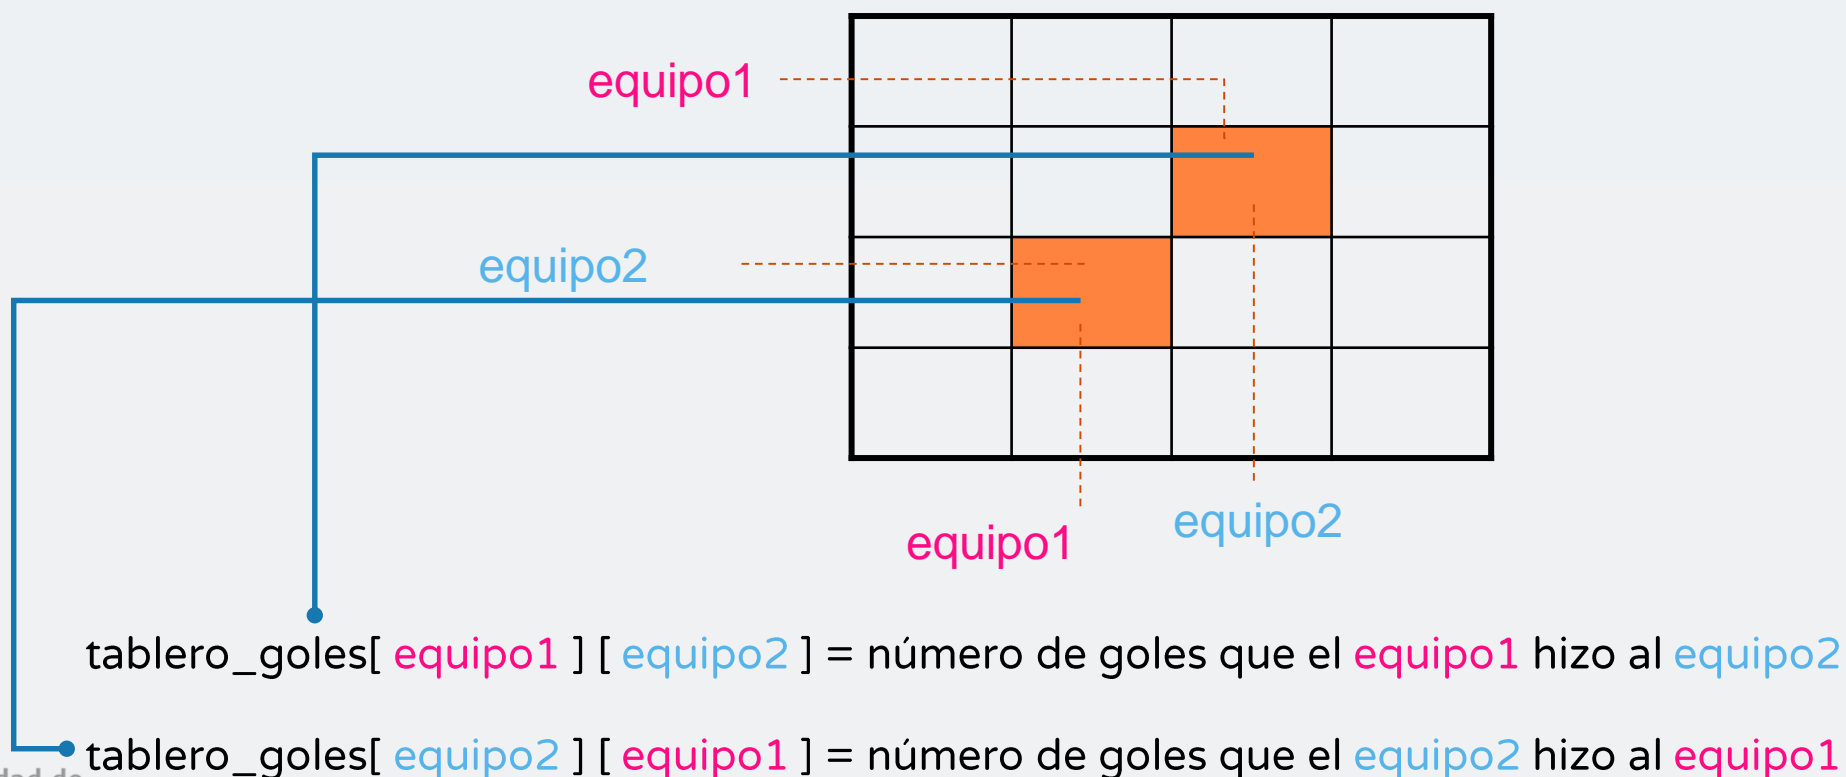 equipo1
equipo2
equipo2
equipo1
tablero_goles[ equipo1 ] [ equipo2 ] = número de goles que el equipo1 hizo al equipo2
tablero_goles[ equipo2 ] [ equipo1 ] = número de goles que el equipo2 hizo al equipo1